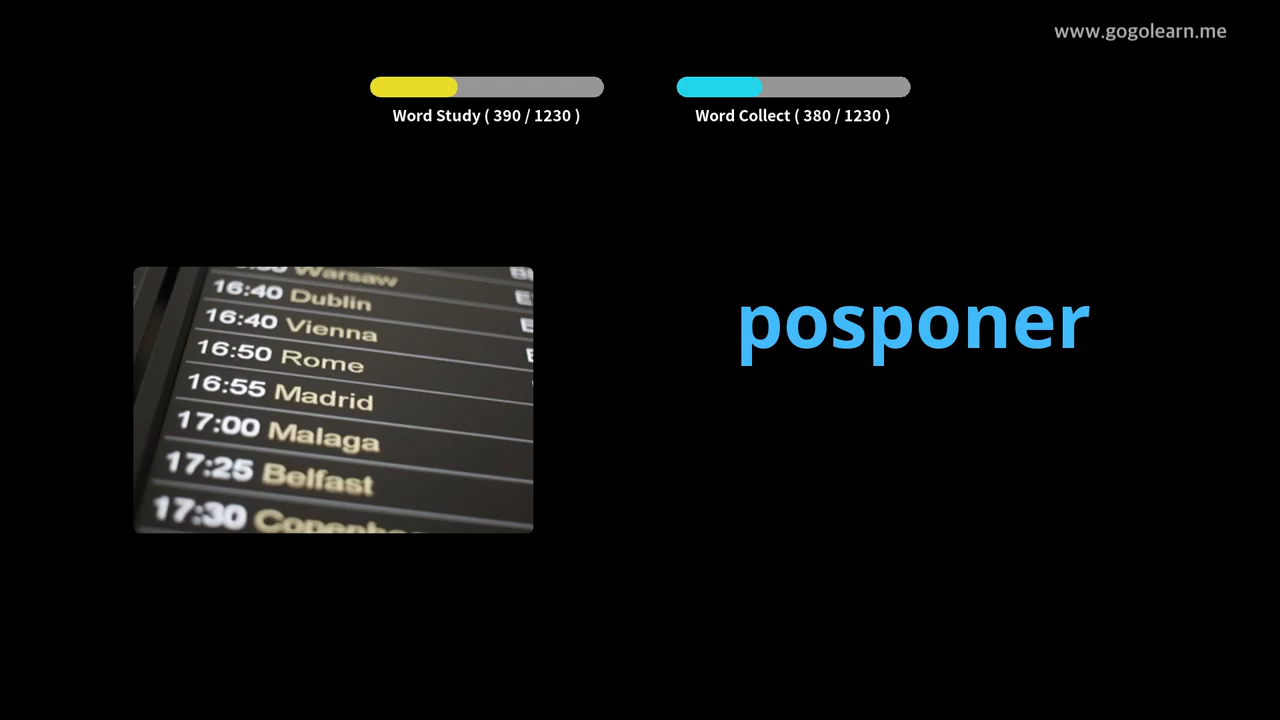 www.gogolearn.me
Word Study ( 390 / 1230 )
Word Collect ( 380 / 1230 )
Warsaw
16:40 Dublin
16:40 Vienna
16:50 Rome
16:55 Madrid
17:00 Malaga
17:25 Belfast
17:30
posponer